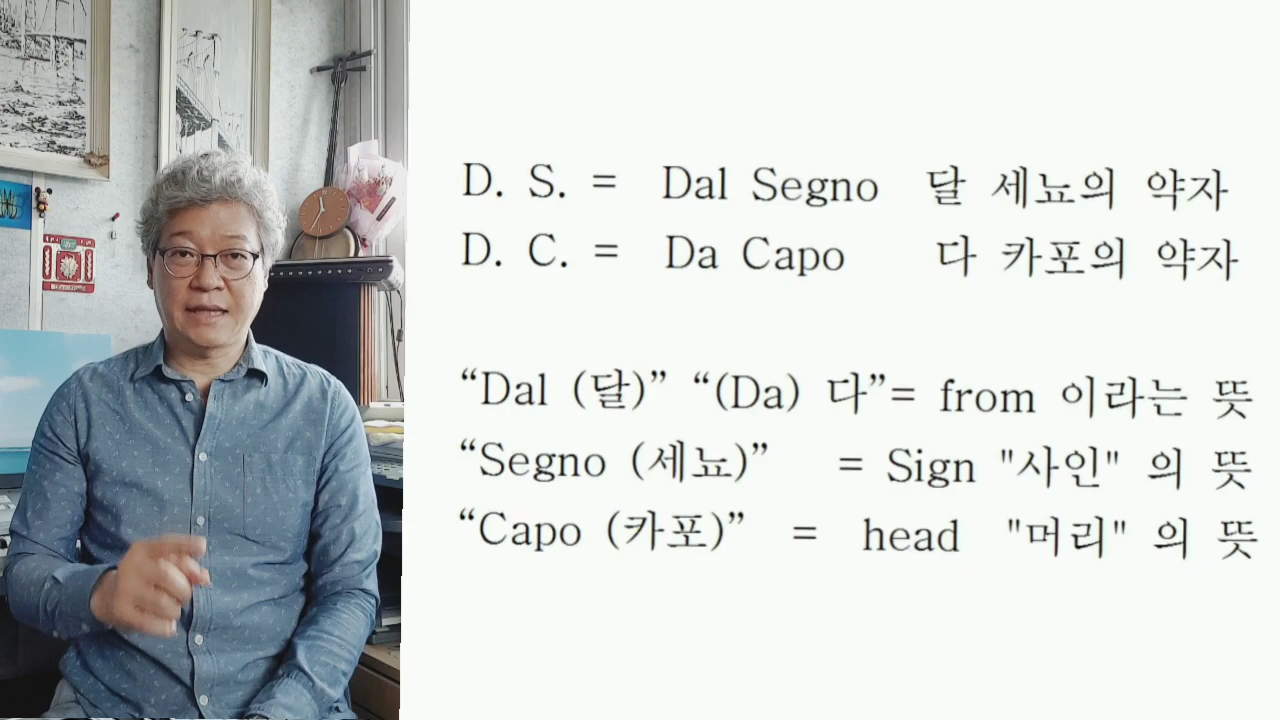 D. S. = Dal Segno 달 세뇨의 약자
D. C. = Da Capo 다 카포의 약자
“Dal (달)” “(Da) 다”= from 이라는 뜻
“Segno (세뇨)” = Sign "사인" 의 뜻
“Capo (카포)” = head "머리" 의 뜻